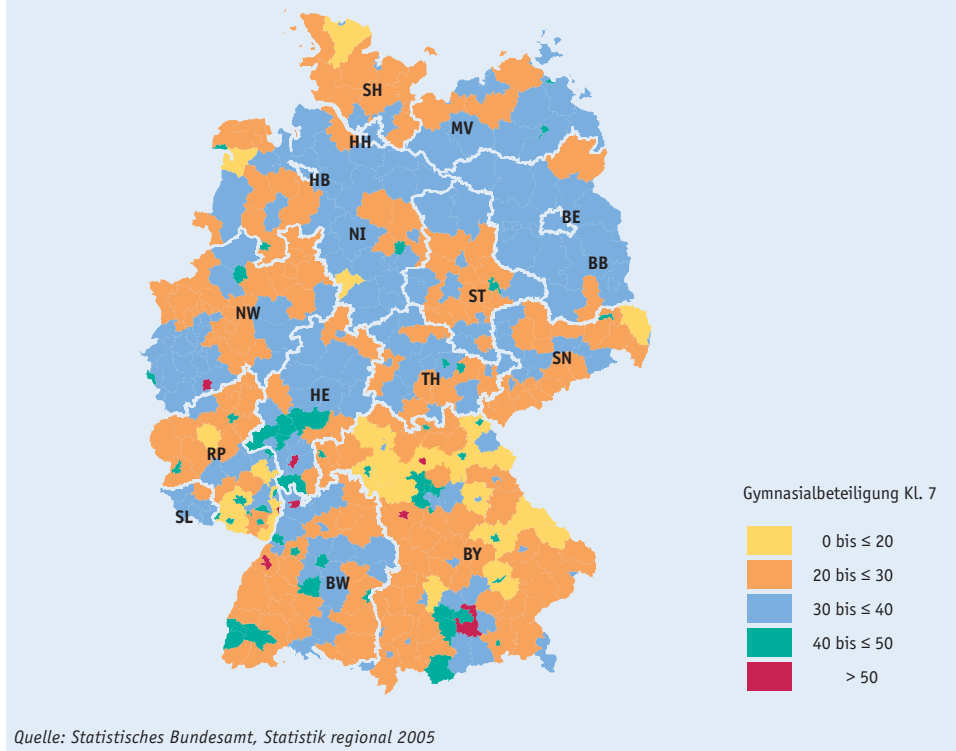 SH
MV
HH
HB
BE
NI
BB
ST
NW
SN
TH
HE
RP
SL
BY
BW
Gymnasialbeteiligung Kl. 7
0 bis ≤ 20
20 bis ≤ 30
30 bis ≤ 40
40 bis ≤ 50
> 50
Quelle: Statistisches Bundesamt, Statistik regional 2005